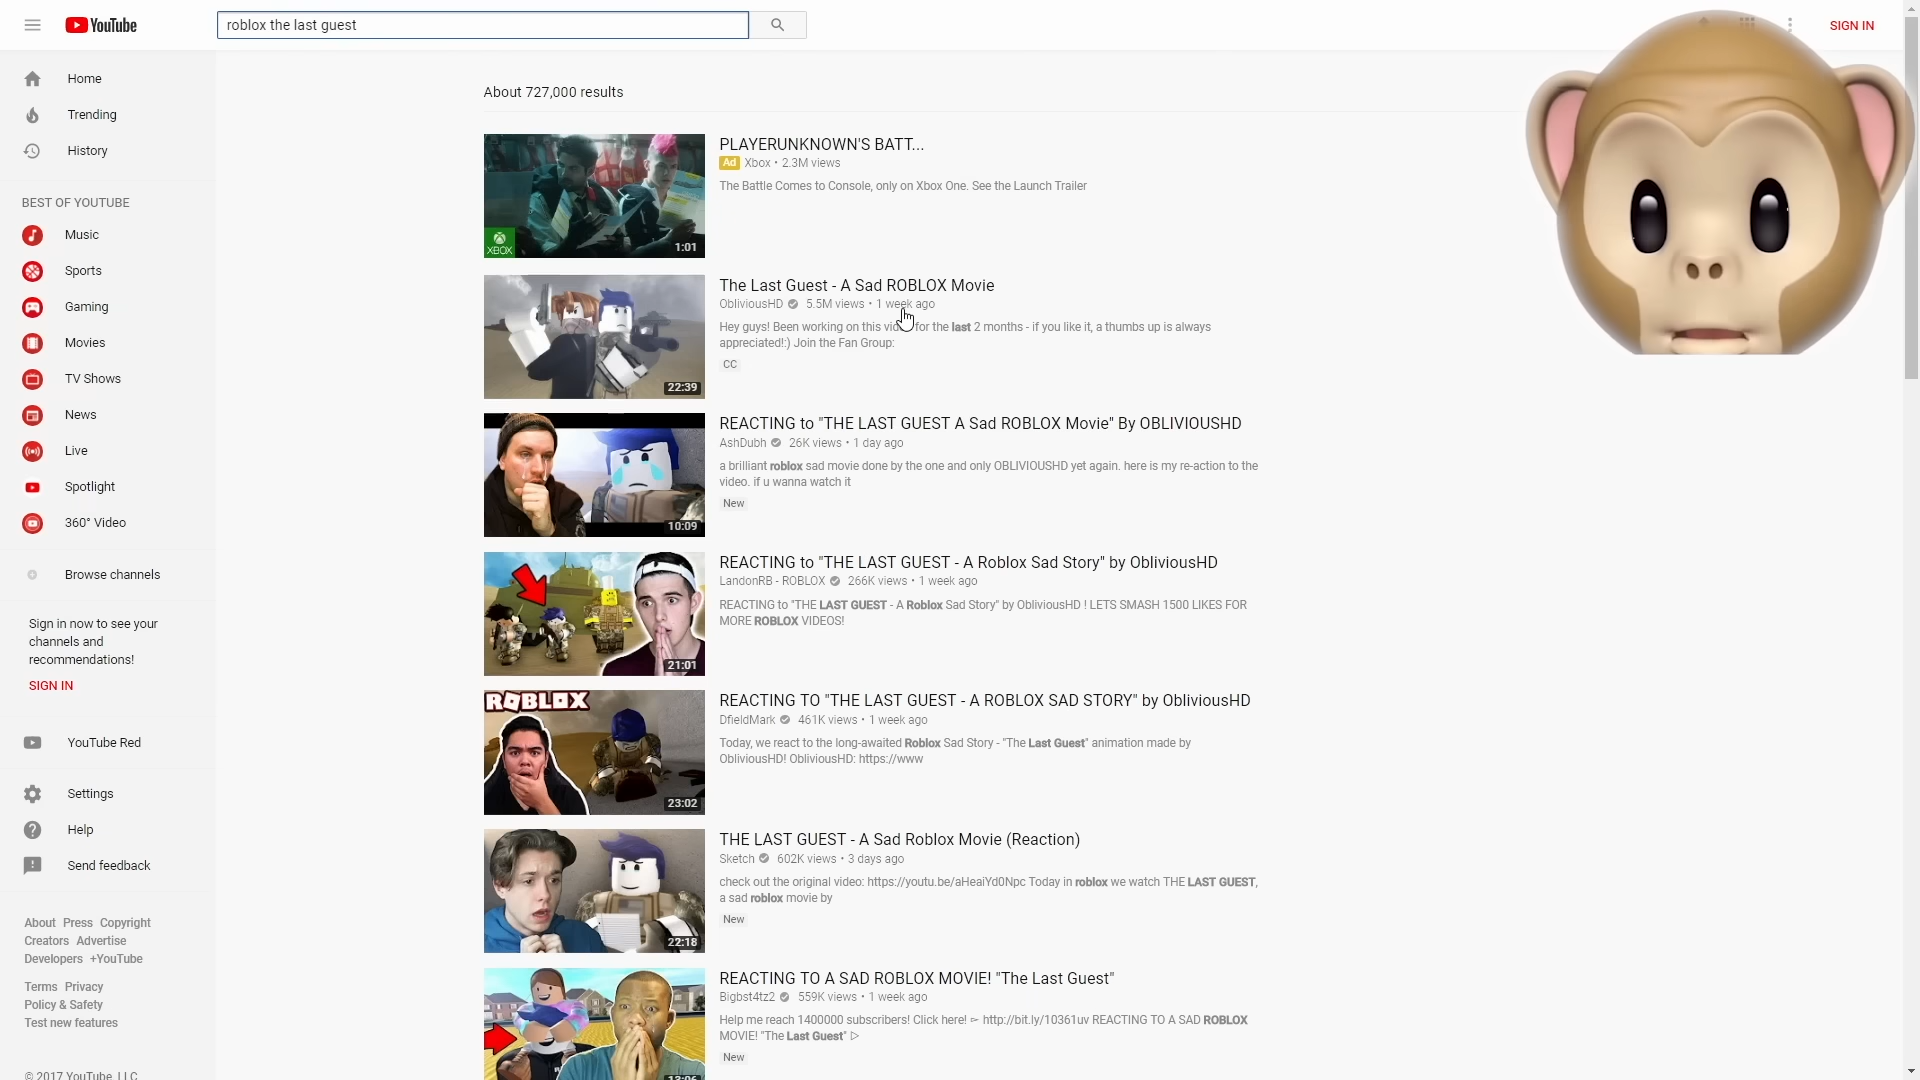 YouTube
roblox the last guest
SIGN IN
Home
Trending
History
BEST OF YOUTUBE
Music
Sports
Gaming
Movies
TV Shows
News
Live
Spotlight
360° Video
Browse channels
Sign in now to see your
channels and
recommendations!
SIGN IN
YouTube Red
Settings
Help
Send feedback
About Press Copyright
Creators Advertise
Developers +YouTube
Terms Privacy
Policy & Safety
Test new features
© 2017 YouTube, LLC
About 727,000 results
XBOX
1:01
PLAYERUNKNOWN'S BATT...
Ad Xbox • 2.3M views
The Battle Comes to Console, only on Xbox One. See the Launch Trailer
22:39
The Last Guest - A Sad ROBLOX Movie
ObliviousHD 5.5M views • 1 week ago
Hey guys! Been working on this video for the last 2 months - if you like it, a thumbs up is always
appreciated!:) Join the Fan Group:
CC
10:09
REACTING to "THE LAST GUEST A Sad ROBLOX Movie" By OBLIVIOUSHD
AshDubh 26K views • 1 day ago
a brilliant roblox sad movie done by the one and only OBLIVIOUSHD yet again. here is my re-action to the
video. if u wanna watch it
New
21:01
REACTING to "THE LAST GUEST - A Roblox Sad Story" by ObliviousHD
LandonRB - ROBLOX 266K views • 1 week ago
REACTING to "THE LAST GUEST - A Roblox Sad Story" by ObliviousHD ! LETS SMASH 1500 LIKES FOR
MORE ROBLOX VIDEOS!
ROBLOX
23:02
REACTING TO "THE LAST GUEST - A ROBLOX SAD STORY" by ObliviousHD
DfieldMark 461K views • 1 week ago
Today, we react to the long-awaited Roblox Sad Story - "The Last Guest" animation made by
ObliviousHD! ObliviousHD: https://www
22:18
THE LAST GUEST - A Sad Roblox Movie (Reaction)
Sketch 602K views • 3 days ago
check out the original video: https://youtu.be/aHeaiYd0Npc Today in roblox we watch THE LAST GUEST,
a sad roblox movie by
New
13:06
REACTING TO A SAD ROBLOX MOVIE! "The Last Guest"
Bigbst4tz2 559K views • 1 week ago
Help me reach 1400000 subscribers! Click here! ➛ http://bit.ly/10361uv REACTING TO A SAD ROBLOX
MOVIE! "The Last Guest" ▷
New